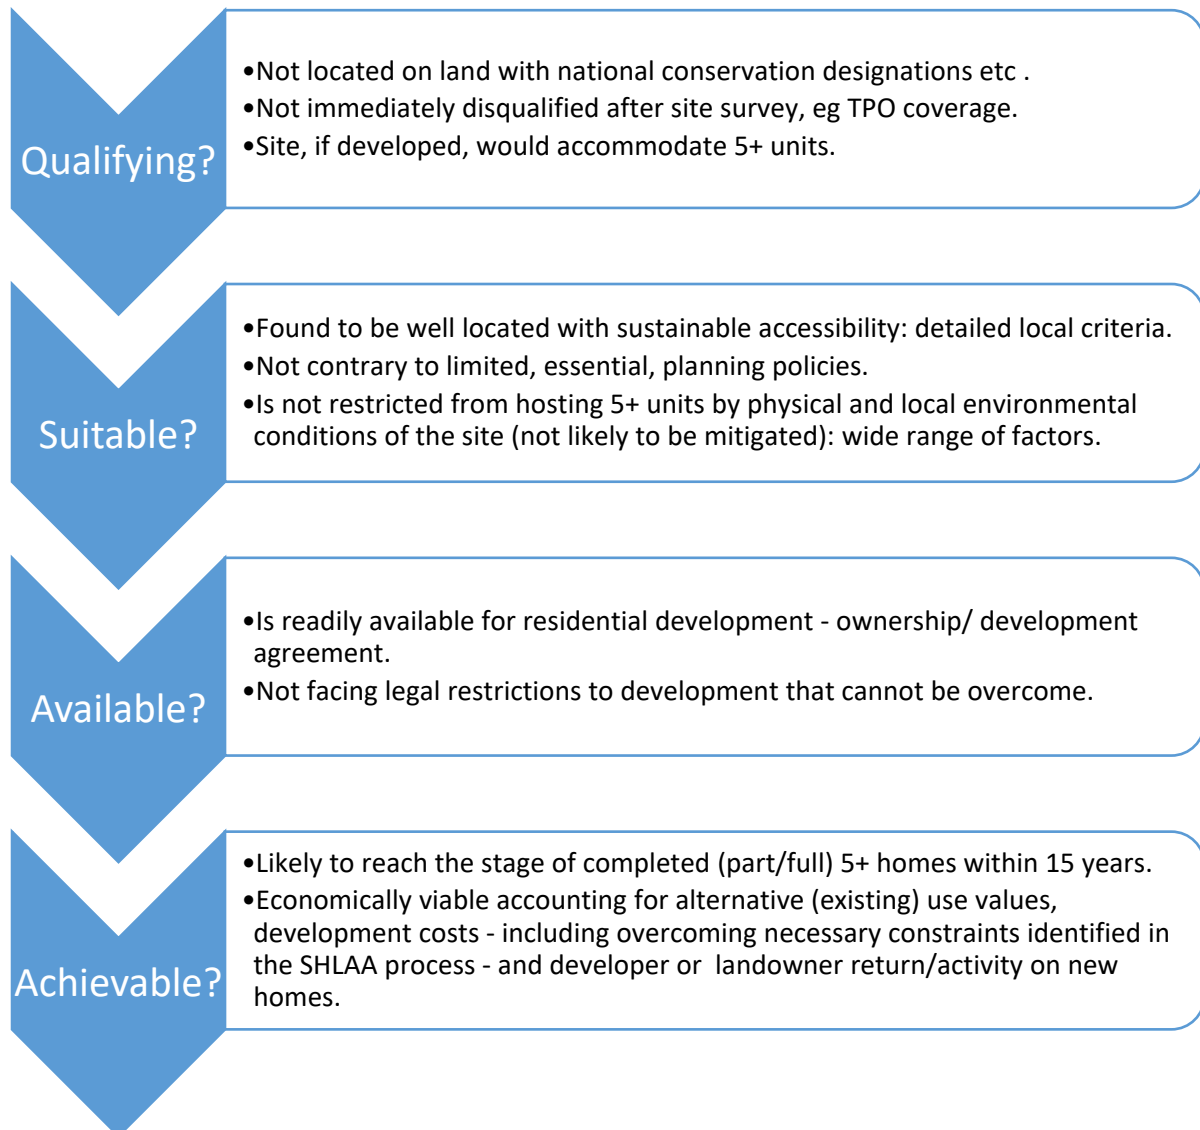 Qualifying?
•Not located on land with national conservation designations etc .
•Not immediately disqualified after site survey, eg TPO coverage.
•Site, if developed, would accommodate 5+ units.
Suitable?
•Found to be well located with sustainable accessibility: detailed local criteria.
•Not contrary to limited, essential, planning policies.
•Is not restricted from hosting 5+ units by physical and local environmental
conditions of the site (not likely to be mitigated): wide range of factors.
Available?
•Is readily available for residential development - ownership/ development
agreement.
•Not facing legal restrictions to development that cannot be overcome.
Achievable?
•Likely to reach the stage of completed (part/full) 5+ homes within 15 years.
•Economically viable accounting for alternative (existing) use values,
development costs - including overcoming necessary constraints identified in
the SHLAA process - and developer or  landowner return/activity on new
homes.